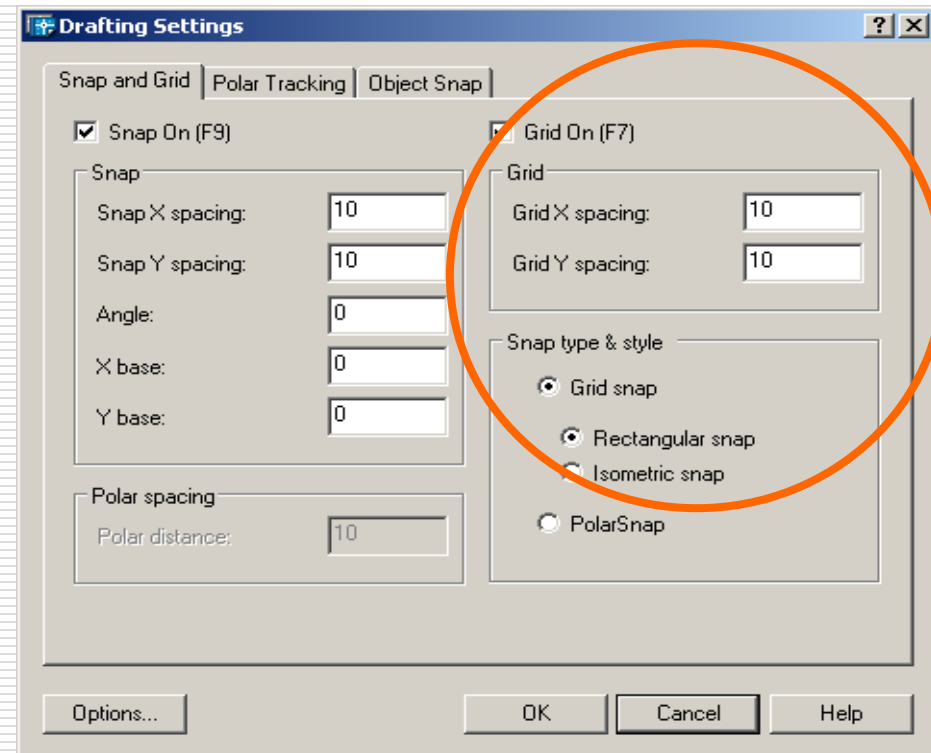 Drafting Settings
Snap and Grid Polar Tracking Object Snap
Snap On (F9)
Snap
Snap X spacing: 10
Snap Y spacing: 10
Angle: 0
X base: 0
Y base: 0
Polar spacing
Polar distance: 10
Grid On (F7)
Grid
Grid X spacing: 10
Grid Y spacing: 10
Snap type & style
Grid snap
Rectangular snap
Isometric snap
PolarSnap
Options... OK Cancel Help